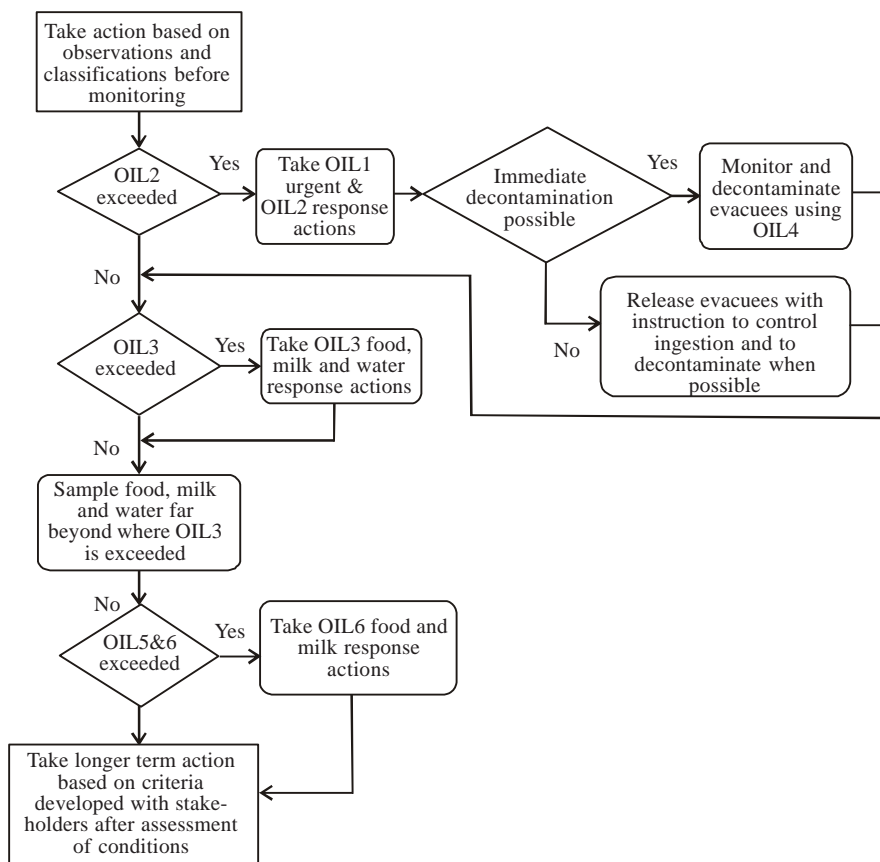 Take action based on
observations and
classifications before
monitoring
OIL2
exceeded
Yes
Take OIL1
urgent &
OIL2 response
actions
Immediate
decontamination
possible
Yes
Monitor and
decontaminate
evacuees using
OIL4
No
No
Release evacuees with
instruction to control
ingestion and to
decontaminate when
possible
OIL3
exceeded
Yes
Take OIL3 food,
milk and water
response actions
No
Sample food, milk
and water far
beyond where OIL3
is exceeded
No
OIL5&6
exceeded
Yes
Take OIL6 food and
milk response
actions
Take longer term action
based on criteria
developed with stake-
holders after assessment
of conditions